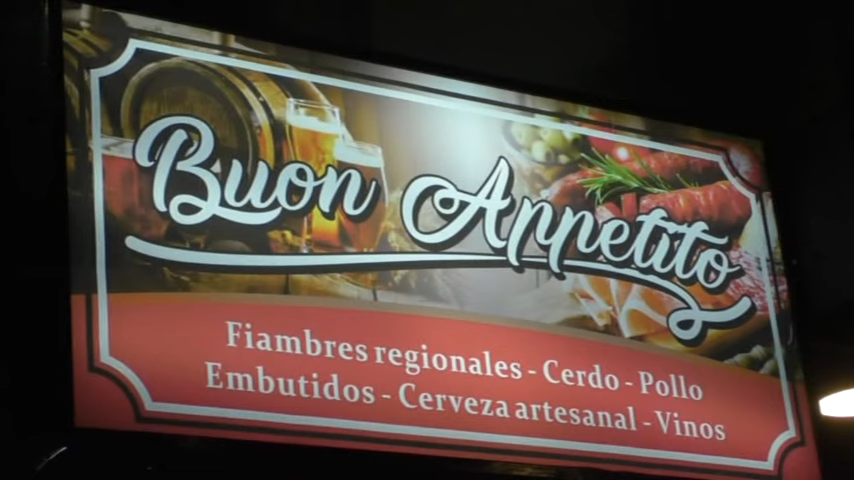 Buon Appetito
Fiambres regionales - Cerdo - Pollo
Embutidos - Cerveza artesanal - Vinos